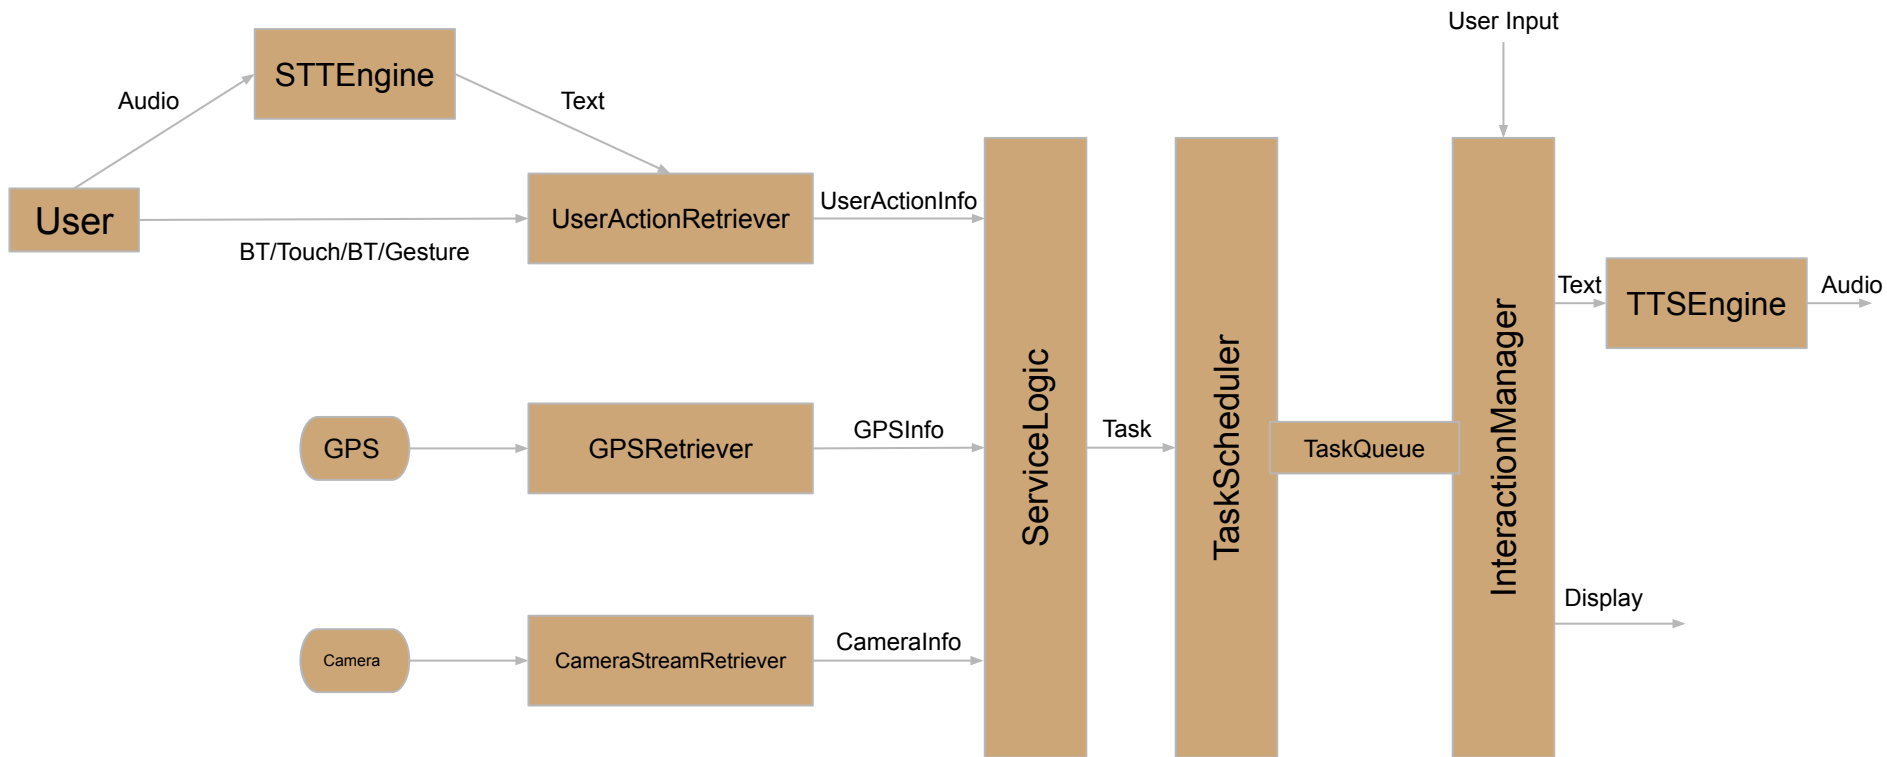 User Input
STTEngine
Audio
Text
User
UserActionRetriever
UserActionInfo
BT/Touch/BT/Gesture
Text
TTSEngine
Audio
ServiceLogic
TaskScheduler
InteractionManager
GPS
GPSRetriever
GPSInfo
Task
TaskQueue
Display
Camera
CameraStreamRetriever
CameraInfo